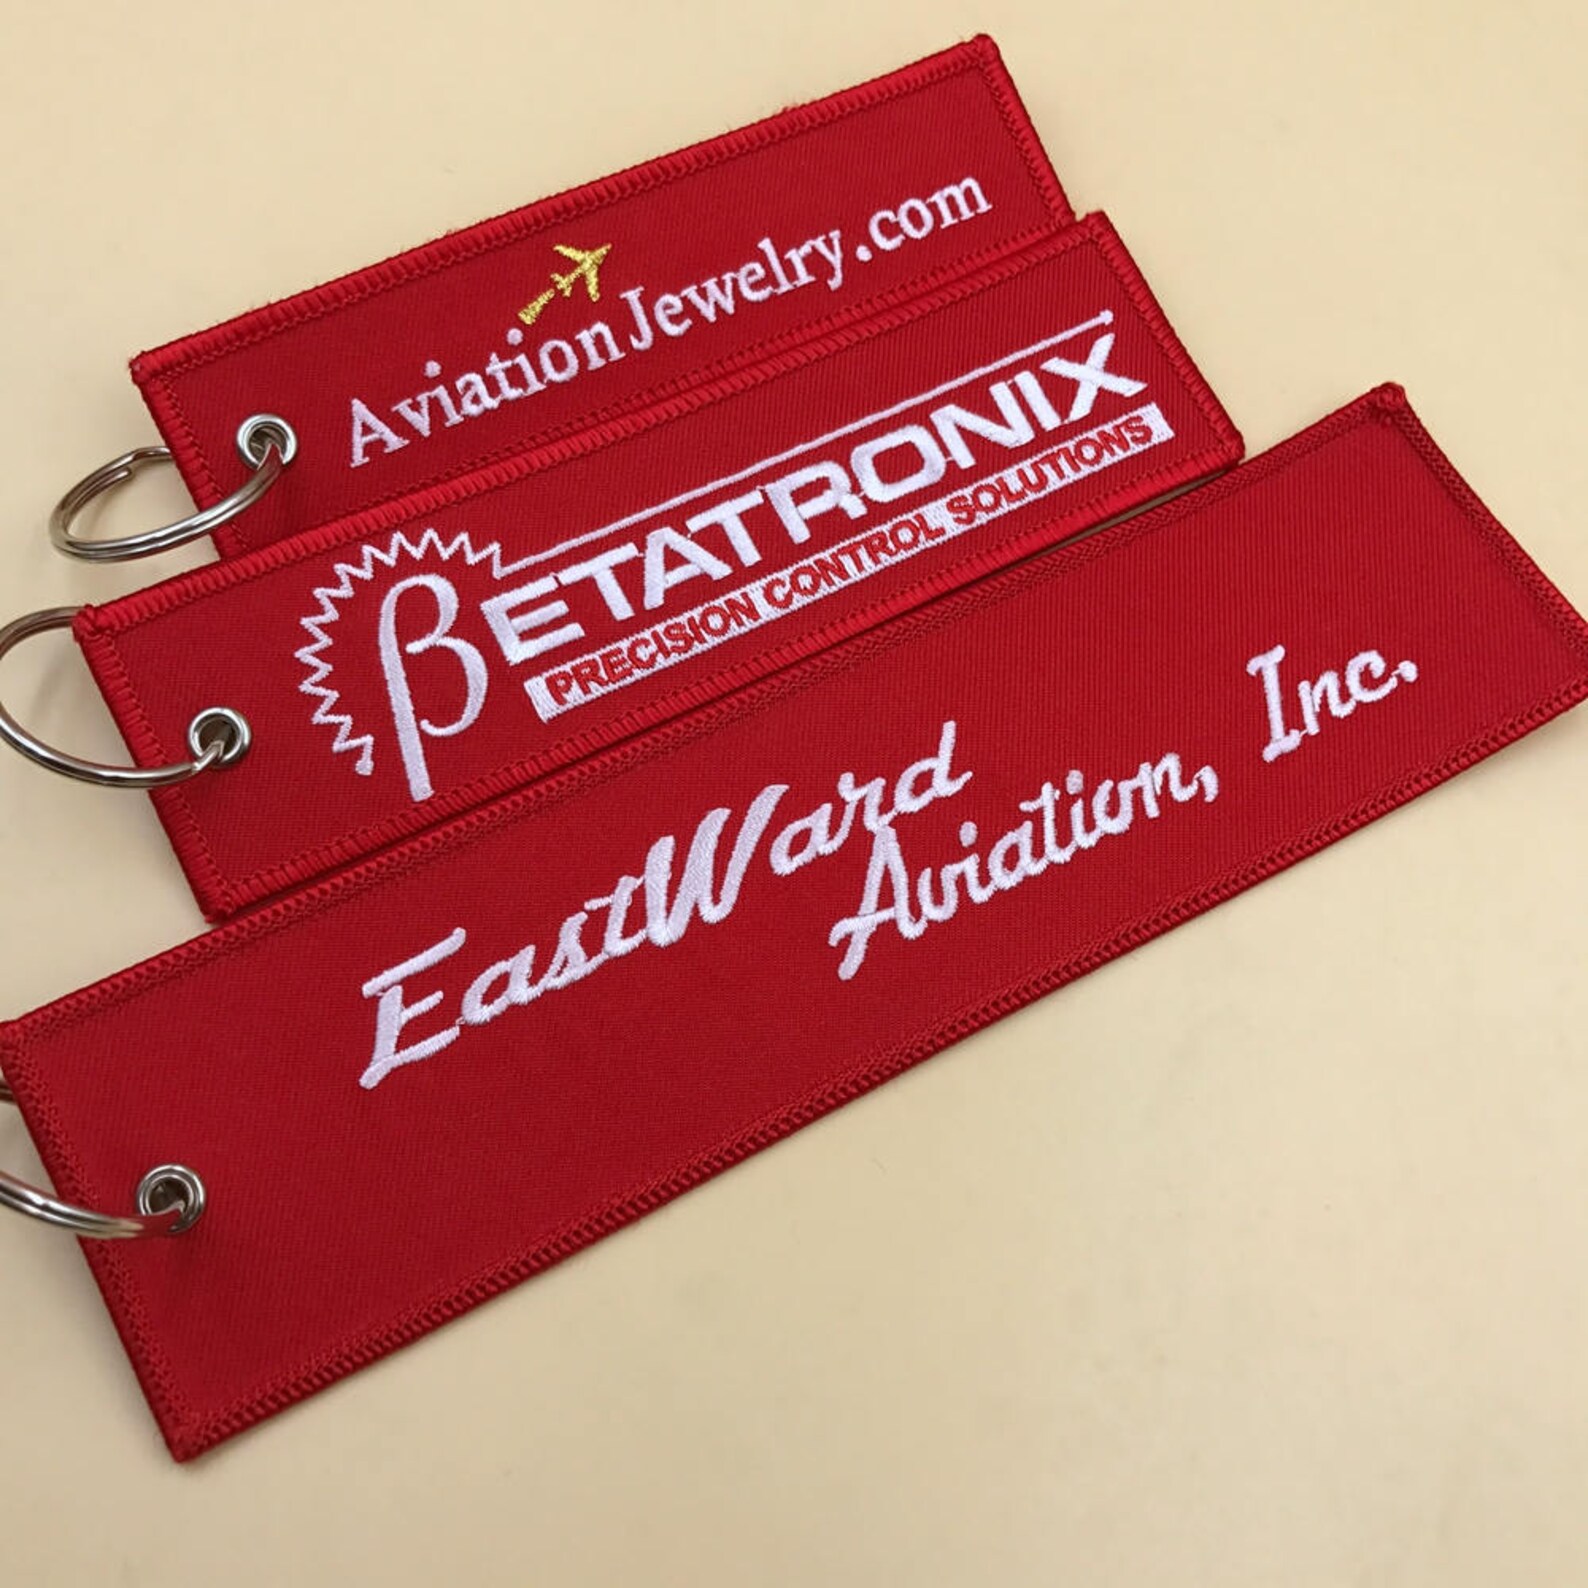 AviationJewelry.com
βETATRONIX
PRECISION CONTROL SOLUTIONS
EastWard
Aviation, Inc.